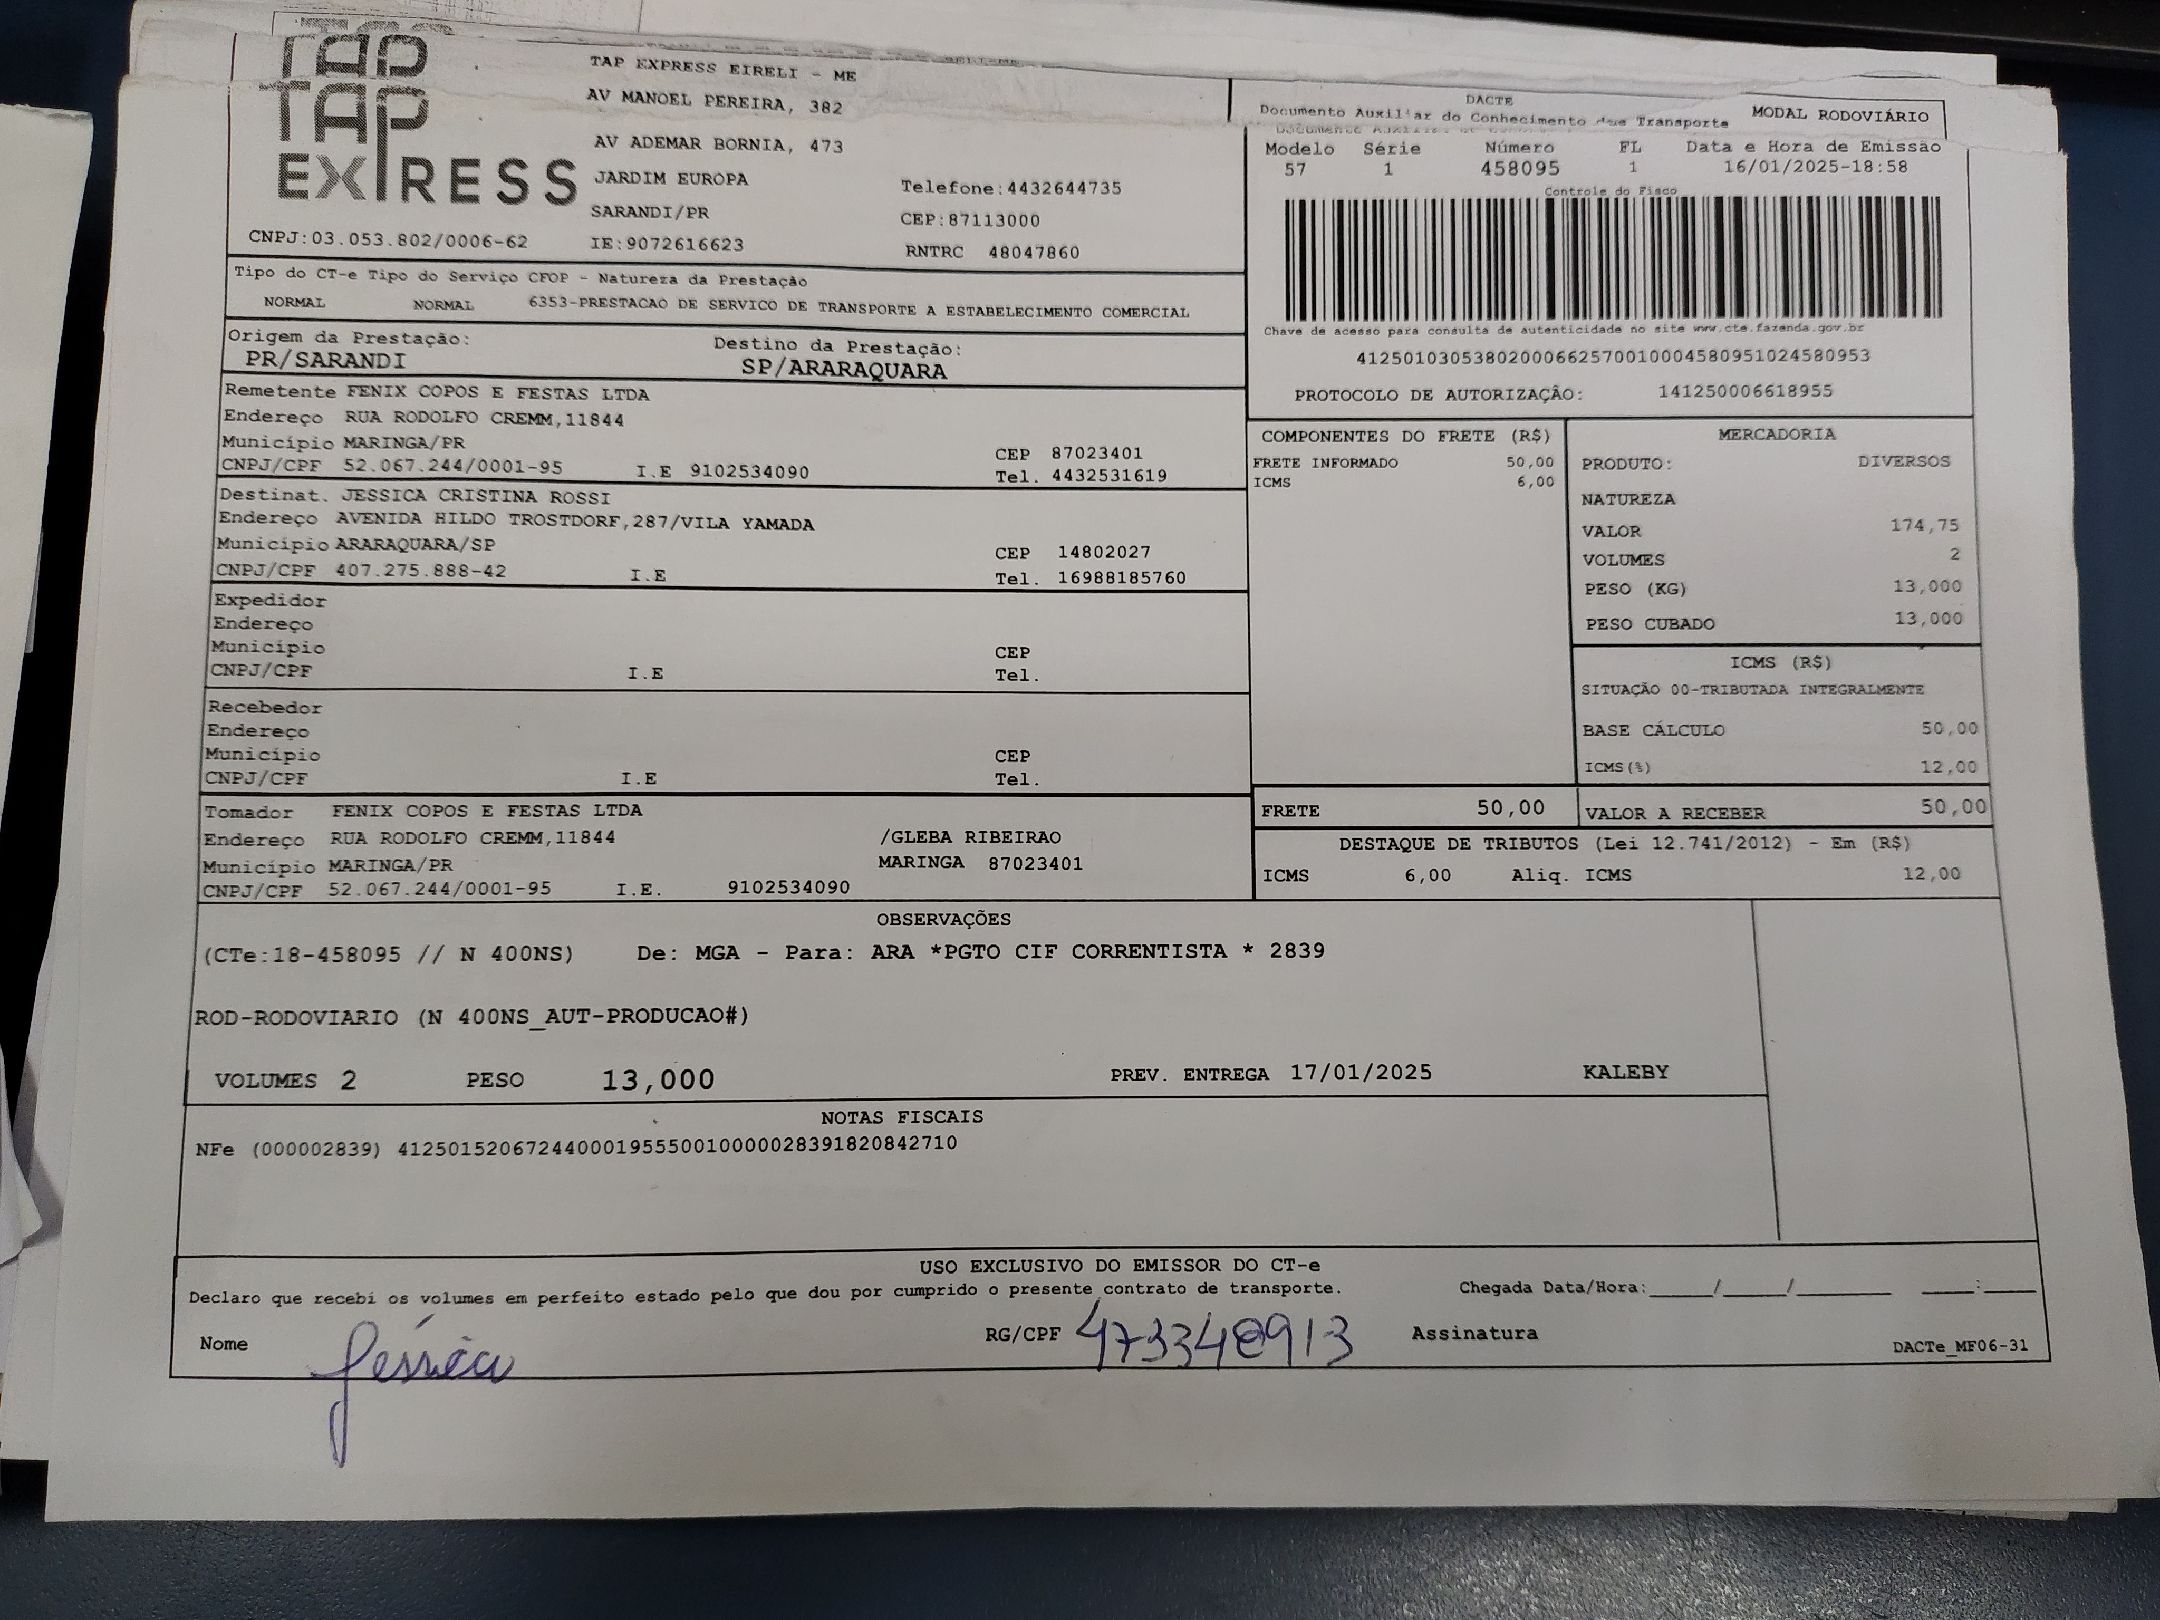 TAP
TAP
EXPRESS
TAP EXPRESS EIRELI - ME
AV MANOEL PEREIRA, 382
AV ADEMAR BORNIA, 473
JARDIM EUROPA
Telefone:4432644735
SARANDI/PR
CEP:87113000
CNPJ:03.053.802/0006-62
IE:9072616623
RNTRC 48047860
DACTE
Documento Auxiliar do Conhecimento de Transporte
MODAL RODOVIÁRIO
Modelo Série Número FL Data e Hora de Emissão
57 1 458095 1 16/01/2025-18:58
Controle do Fisco
Chave de acesso para consulta de autenticidade no site www.cte.fazenda.gov.br
41250103053802000662570010004580951024580953
PROTOCOLO DE AUTORIZAÇÃO: 141250006618955
Tipo do CT-e Tipo do Serviço CFOP - Natureza da Prestação
NORMAL NORMAL 6353-PRESTACAO DE SERVICO DE TRANSPORTE A ESTABELECIMENTO COMERCIAL
Origem da Prestação: Destino da Prestação:
PR/SARANDI SP/ARARAQUARA
Remetente FENIX COPOS E FESTAS LTDA
Endereço RUA RODOLFO CREMM,11844
Município MARINGA/PR CEP 87023401
CNPJ/CPF 52.067.244/0001-95 I.E 9102534090 Tel. 4432531619
Destinat. JESSICA CRISTINA ROSSI
Endereço AVENIDA HILDO TROSTDORF,287/VILA YAMADA
Município ARARAQUARA/SP CEP 14802027
CNPJ/CPF 407.275.888-42 I.E Tel. 16988185760
Expedidor
Endereço
Município CEP
CNPJ/CPF I.E Tel.
Recebedor
Endereço
Município CEP
CNPJ/CPF I.E Tel.
Tomador FENIX COPOS E FESTAS LTDA
Endereço RUA RODOLFO CREMM,11844 /GLEBA RIBEIRAO
Município MARINGA/PR MARINGA 87023401
CNPJ/CPF 52.067.244/0001-95 I.E. 9102534090
COMPONENTES DO FRETE (R$)
FRETE INFORMADO 50,00
ICMS 6,00
MERCADORIA
PRODUTO: DIVERSOS
NATUREZA
VALOR 174,75
VOLUMES 2
PESO (KG) 13,000
PESO CUBADO 13,000
ICMS (R$)
SITUAÇÃO 00-TRIBUTADA INTEGRALMENTE
BASE CÁLCULO 50,00
ICMS(%) 12,00
FRETE 50,00 VALOR A RECEBER 50,00
DESTAQUE DE TRIBUTOS (Lei 12.741/2012) - Em (R$)
ICMS 6,00 Aliq. ICMS 12,00
OBSERVAÇÕES
(CTe:18-458095 // N 400NS) De: MGA - Para: ARA *PGTO CIF CORRENTISTA * 2839
ROD-RODOVIARIO (N 400NS_AUT-PRODUCAO#)
VOLUMES 2 PESO 13,000 PREV. ENTREGA 17/01/2025 KALEBY
NOTAS FISCAIS
NFe (000002839) 41250152067244000195550010000028391820842710
USO EXCLUSIVO DO EMISSOR DO CT-e
Declaro que recebi os volumes em perfeito estado pelo que dou por cumprido o presente contrato de transporte. Chegada Data/Hora:_____/_____/________ ____:____
Nome Jéssica RG/CPF 473340913 Assinatura
DACTe_MF06-31